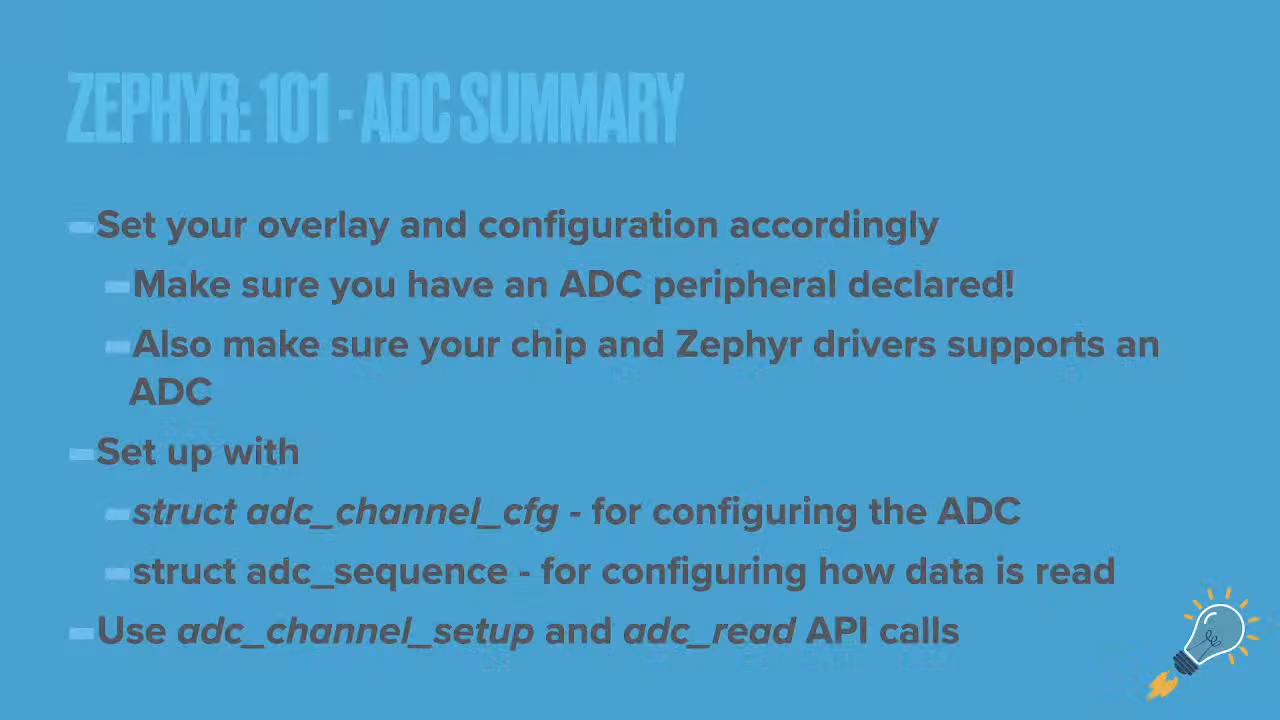 ZEPHYR: 101 - ADC SUMMARY
Set your overlay and configuration accordingly
Make sure you have an ADC peripheral declared!
Also make sure your chip and Zephyr drivers supports an
ADC
Set up with
struct adc_channel_cfg - for configuring the ADC
struct adc_sequence - for configuring how data is read
Use adc_channel_setup and adc_read API calls